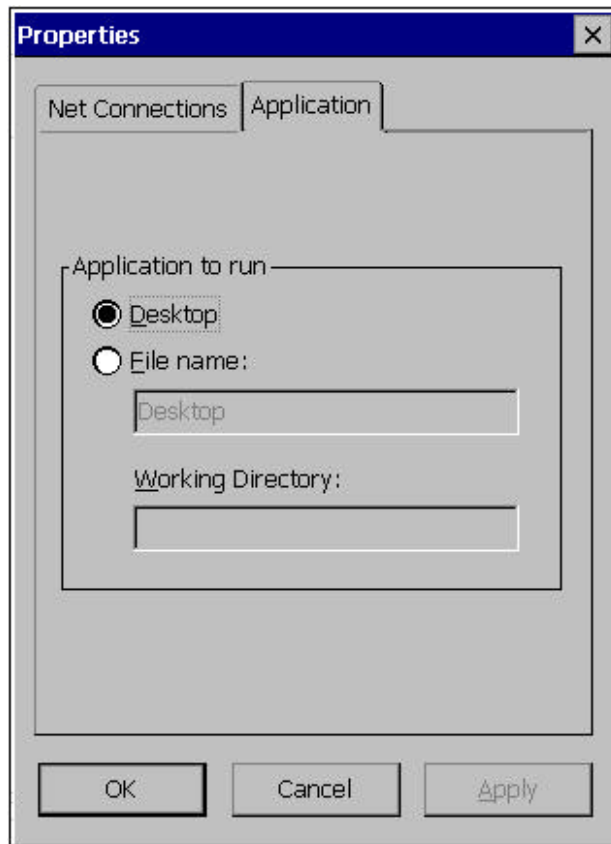 Properties
Net Connections
Application
Application to run
Desktop
File name:
Desktop
Working Directory:
OK
Cancel
Apply